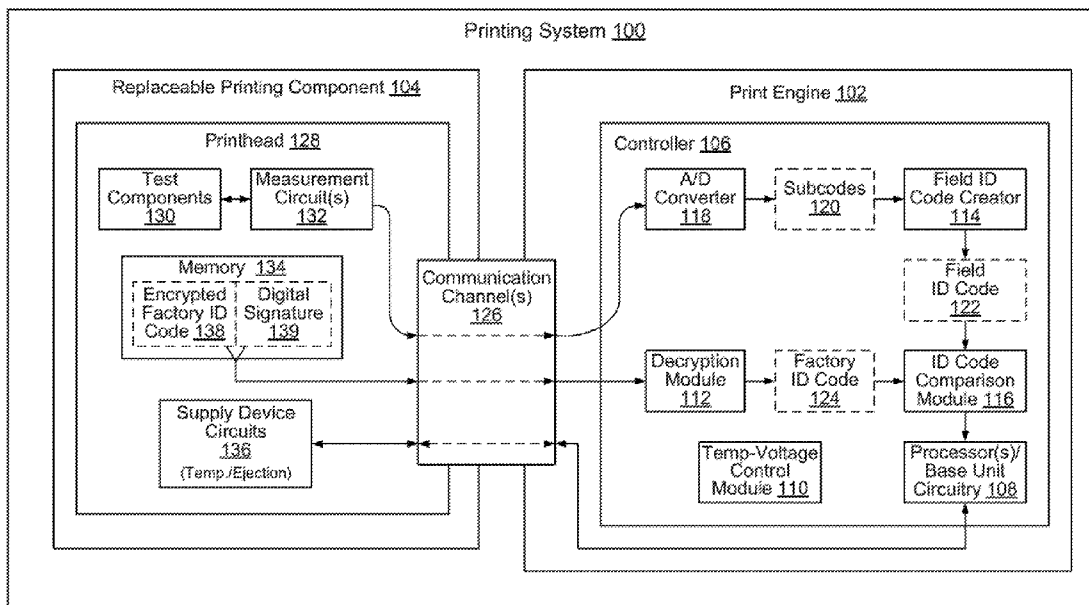 Printing System 100
Replaceable Printing Component 104
Printhead 128
Test
Components
130
Measurement
Circuit(s)
132
Memory 134
Encrypted
Factory ID
Code 138
Digital
Signature
139
Supply Device
Circuits
136
(Temp./Ejection)
Communication
Channel(s)
126
Print Engine 102
Controller 106
A/D
Converter
118
Subcodes
120
Field ID
Code Creator
114
Field
ID Code
122
Decryption
Module
112
Factory
ID Code
124
ID Code
Comparison
Module 116
Temp-Voltage
Control
Module 110
Processor(s)/
Base Unit
Circuitry 108